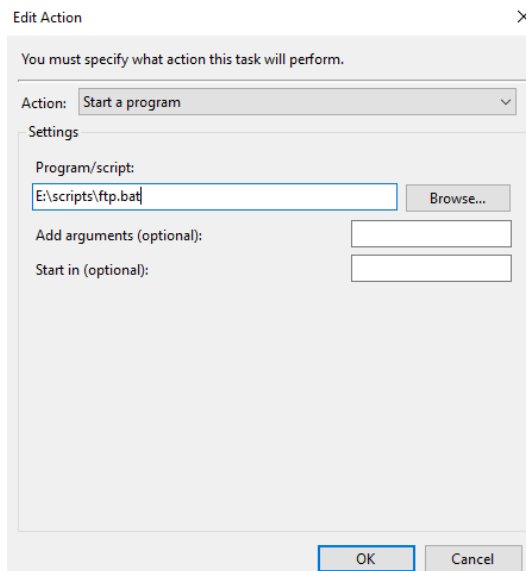 Edit Action
You must specify what action this task will perform.
Action: Start a program
Settings
Program/script:
E:\scripts\ftp.bat Browse...
Add arguments (optional):
Start in (optional):
OK Cancel